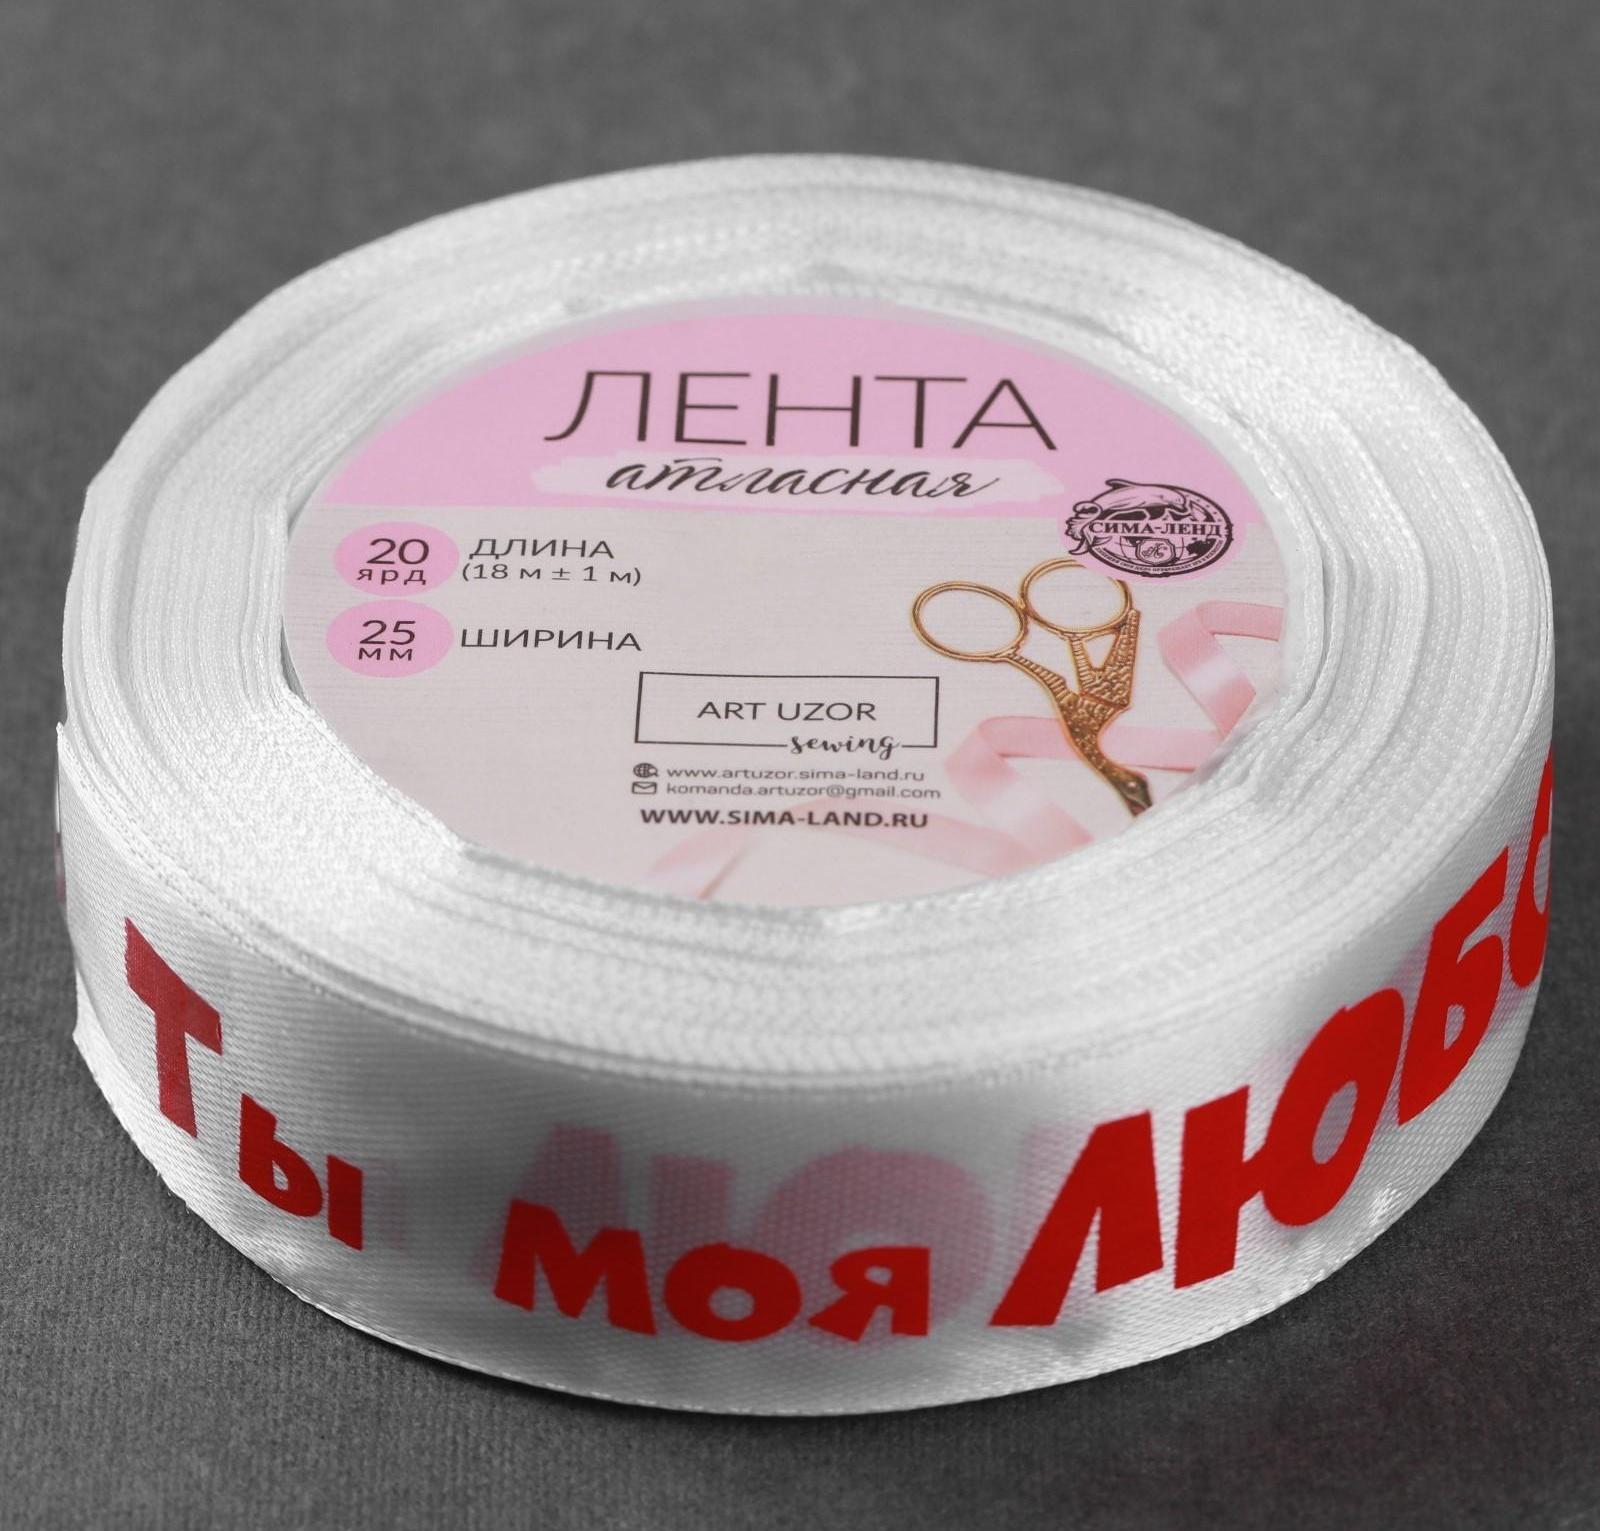 ЛЕНТА
атласная
СИМА-ЛЕНД
20 ярд ДЛИНА
(18 м ± 1 м)
25 мм ШИРИНА
ART UZOR
sewing
www.artuzor.sima-land.ru
komanda.artuzor@gmail.com
WWW.SIMA-LAND.RU
Ты моя ЛЮБО